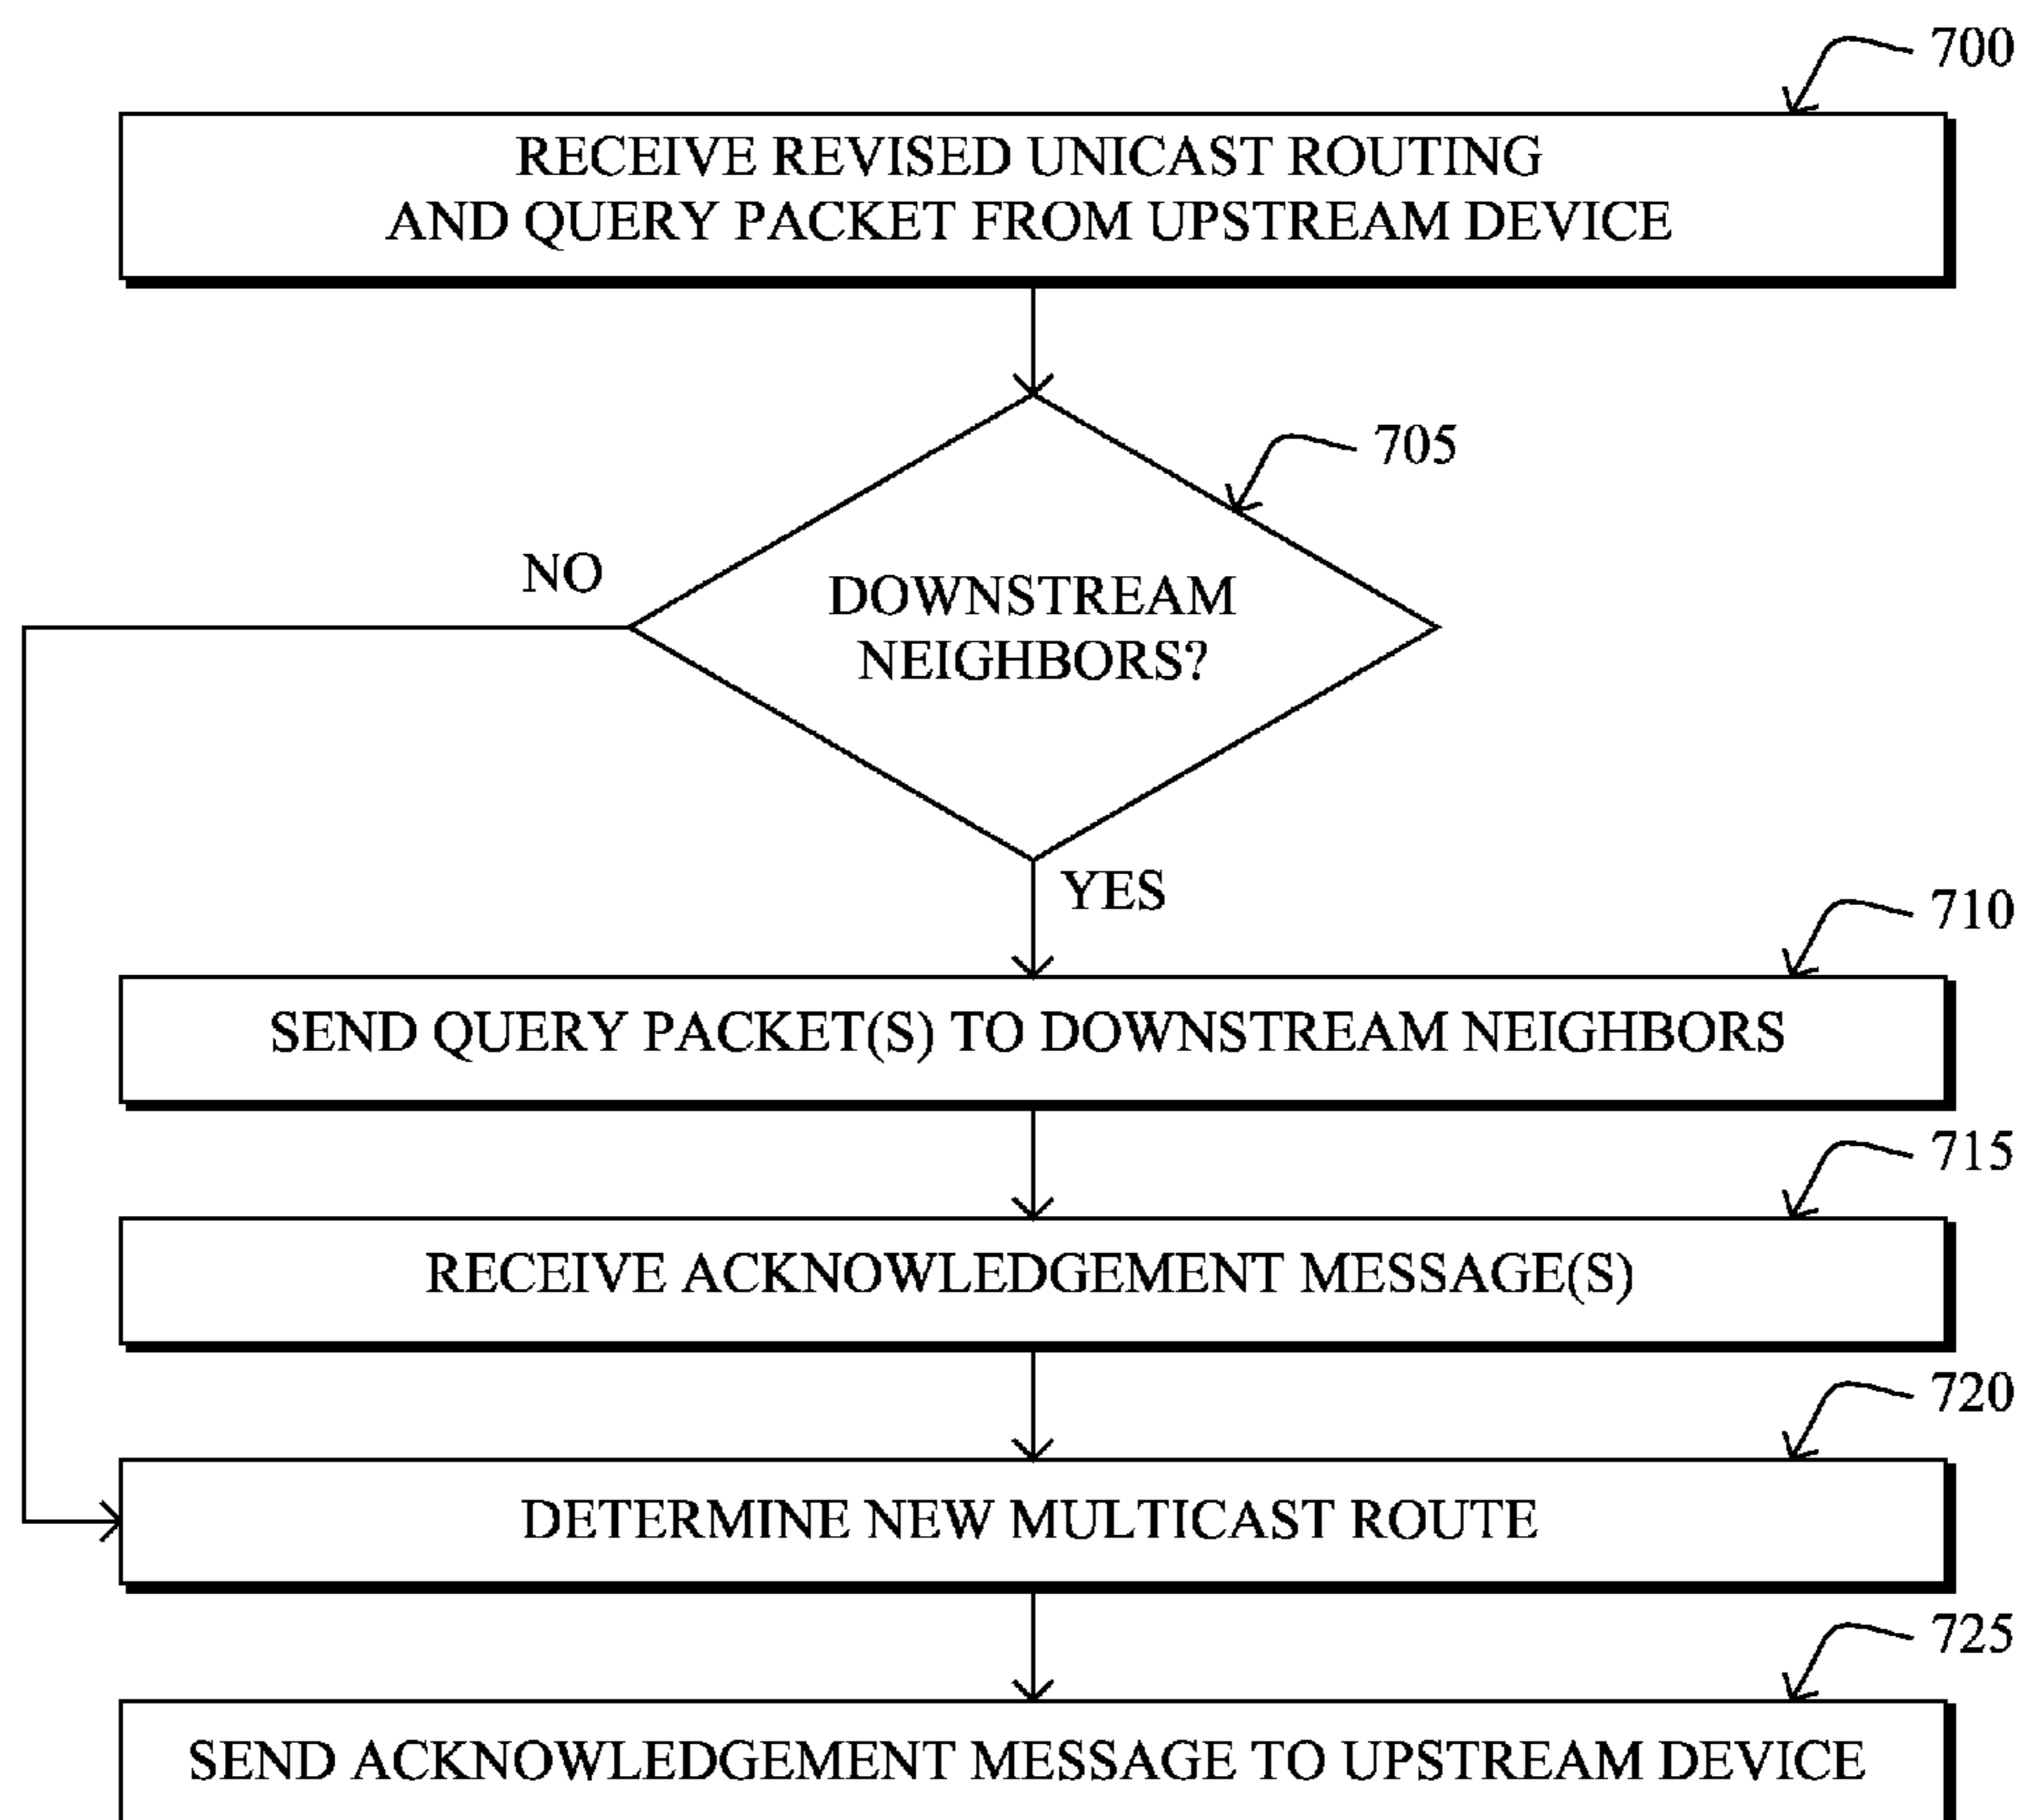 700
RECEIVE REVISED UNICAST ROUTING
AND QUERY PACKET FROM UPSTREAM DEVICE
705
NO
DOWNSTREAM
NEIGHBORS?
YES
710
SEND QUERY PACKET(S) TO DOWNSTREAM NEIGHBORS
715
RECEIVE ACKNOWLEDGEMENT MESSAGE(S)
720
DETERMINE NEW MULTICAST ROUTE
725
SEND ACKNOWLEDGEMENT MESSAGE TO UPSTREAM DEVICE